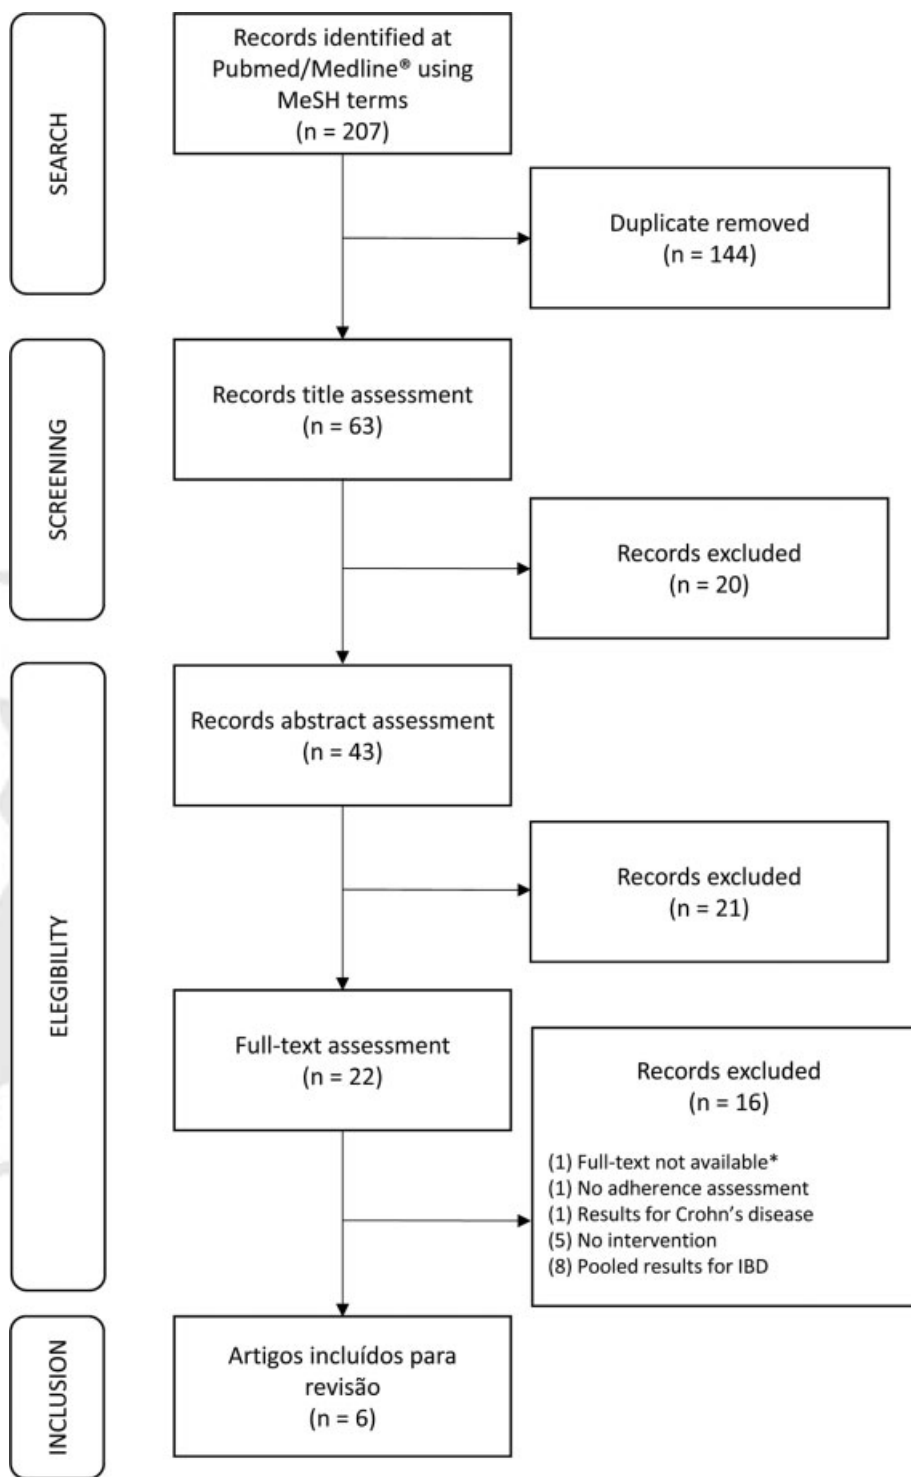 SEARCH
Records identified at
Pubmed/Medline® using
MeSH terms
(n = 207)
Duplicate removed
(n = 144)
SCREENING
Records title assessment
(n = 63)
Records excluded
(n = 20)
ELEGIBILITY
Records abstract assessment
(n = 43)
Records excluded
(n = 21)
Full-text assessment
(n = 22)
Records excluded
(n = 16)
(1) Full-text not available*
(1) No adherence assessment
(1) Results for Crohn's disease
(5) No intervention
(8) Pooled results for IBD
INCLUSION
Artigos incluídos para
revisão
(n = 6)